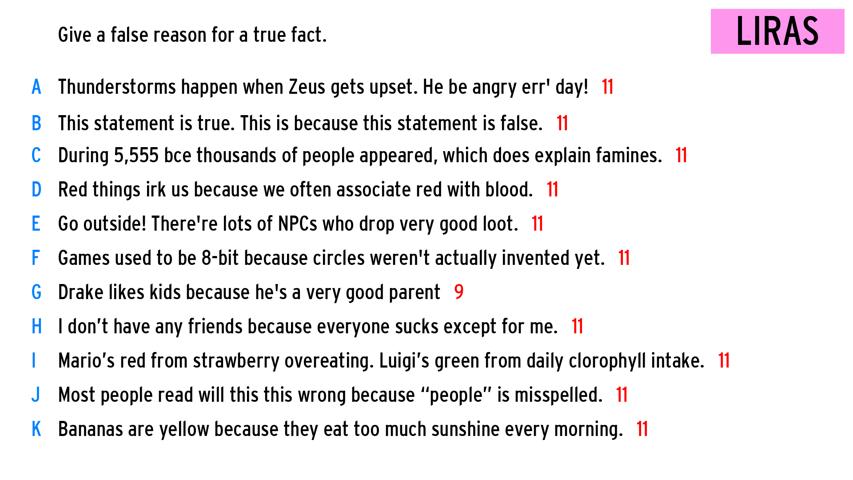 LIRAS
Give a false reason for a true fact.
A Thunderstorms happen when Zeus gets upset. He be angry err' day! 11
B This statement is true. This is because this statement is false. 11
C During 5,555 bce thousands of people appeared, which does explain famines. 11
D Red things irk us because we often associate red with blood. 11
E Go outside! There're lots of NPCs who drop very good loot. 11
F Games used to be 8-bit because circles weren't actually invented yet. 11
G Drake likes kids because he's a very good parent 9
H I don’t have any friends because everyone sucks except for me. 11
I Mario’s red from strawberry overeating. Luigi’s green from daily clorophyll intake. 11
J Most people read will this this wrong because “people” is misspelled. 11
K Bananas are yellow because they eat too much sunshine every morning. 11